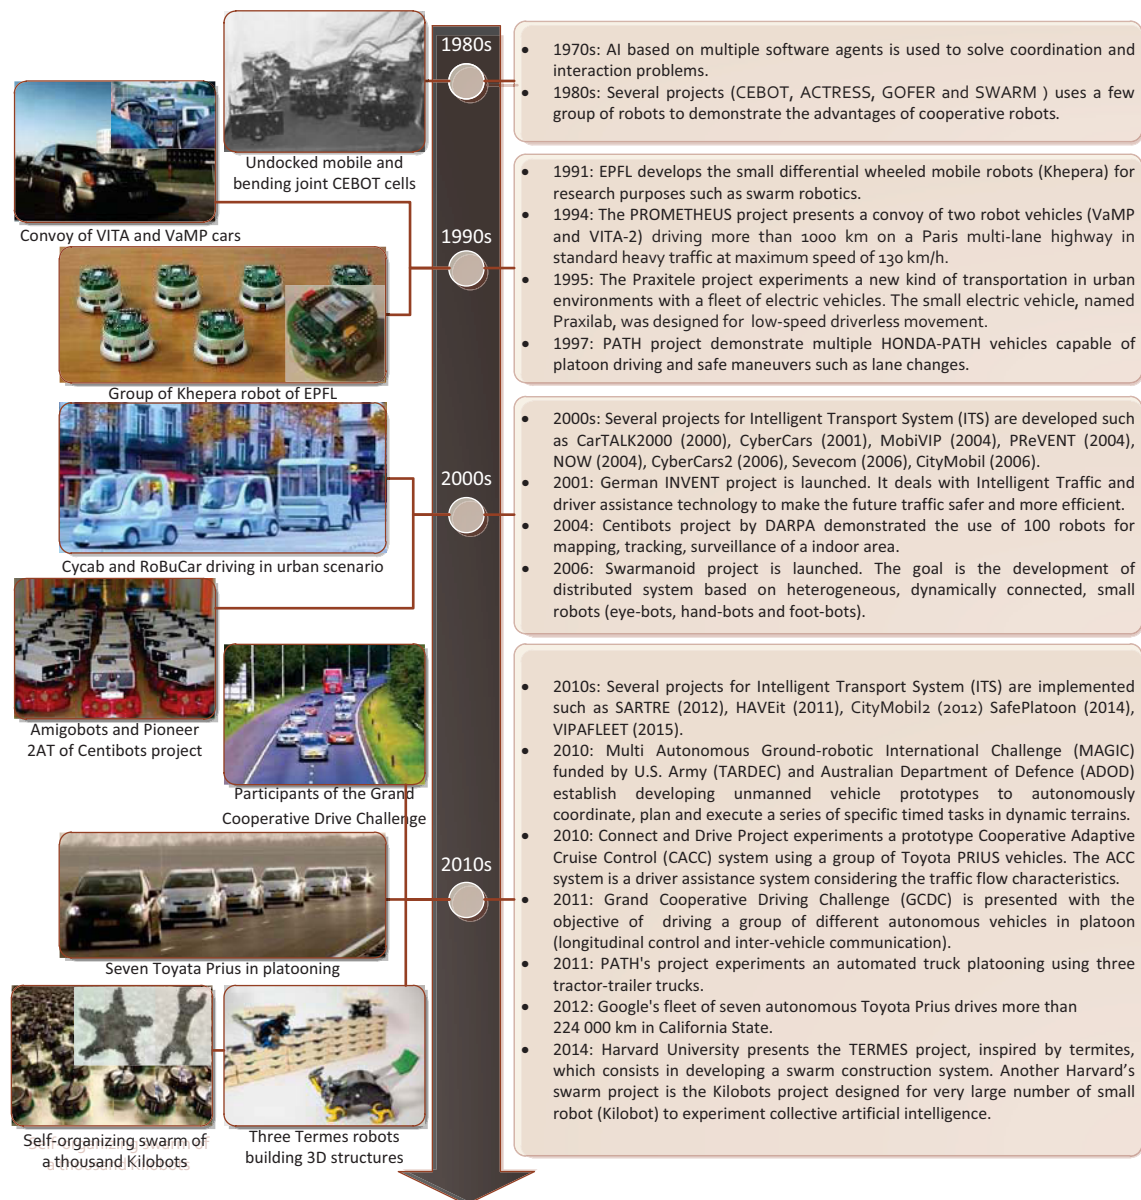 1980s
Undocked mobile and
bending joint CEBOT cells
Convoy of VITA and VaMP cars
1990s
Group of Khepera robot of EPFL
2000s
Cycab and RoBuCar driving in urban scenario
Amigobots and Pioneer
2AT of Centibots project
Participants of the Grand
Cooperative Drive Challenge
2010s
Seven Toyata Prius in platooning
Self-organizing swarm of
a thousand Kilobots
Three Termes robots
building 3D structures
• 1970s: AI based on multiple software agents is used to solve coordination and
interaction problems.
• 1980s: Several projects (CEBOT, ACTRESS, GOFER and SWARM ) uses a few
group of robots to demonstrate the advantages of cooperative robots.
• 1991: EPFL develops the small differential wheeled mobile robots (Khepera) for
research purposes such as swarm robotics.
• 1994: The PROMETHEUS project presents a convoy of two robot vehicles (VaMP
and VITA-2) driving more than 1000 km on a Paris multi-lane highway in
standard heavy traffic at maximum speed of 130 km/h.
• 1995: The Praxitele project experiments a new kind of transportation in urban
environments with a fleet of electric vehicles. The small electric vehicle, named
Praxilab, was designed for low-speed driverless movement.
• 1997: PATH project demonstrate multiple HONDA-PATH vehicles capable of
platoon driving and safe maneuvers such as lane changes.
• 2000s: Several projects for Intelligent Transport System (ITS) are developed such
as CarTALK2000 (2000), CyberCars (2001), MobiVIP (2004), PReVENT (2004),
NOW (2004), CyberCars2 (2006), Sevecom (2006), CityMobil (2006).
• 2001: German INVENT project is launched. It deals with Intelligent Traffic and
driver assistance technology to make the future traffic safer and more efficient.
• 2004: Centibots project by DARPA demonstrated the use of 100 robots for
mapping, tracking, surveillance of a indoor area.
• 2006: Swarmanoid project is launched. The goal is the development of
distributed system based on heterogeneous, dynamically connected, small
robots (eye-bots, hand-bots and foot-bots).
• 2010s: Several projects for Intelligent Transport System (ITS) are implemented
such as SARTRE (2012), HAVEit (2011), CityMobil2 (2012) SafePlatoon (2014),
VIPAFLEET (2015).
• 2010: Multi Autonomous Ground-robotic International Challenge (MAGIC)
funded by U.S. Army (TARDEC) and Australian Department of Defence (ADOD)
establish developing unmanned vehicle prototypes to autonomously
coordinate, plan and execute a series of specific timed tasks in dynamic terrains.
• 2010: Connect and Drive Project experiments a prototype Cooperative Adaptive
Cruise Control (CACC) system using a group of Toyota PRIUS vehicles. The ACC
system is a driver assistance system considering the traffic flow characteristics.
• 2011: Grand Cooperative Driving Challenge (GCDC) is presented with the
objective of driving a group of different autonomous vehicles in platoon
(longitudinal control and inter-vehicle communication).
• 2011: PATH's project experiments an automated truck platooning using three
tractor-trailer trucks.
• 2012: Google's fleet of seven autonomous Toyota Prius drives more than
224 000 km in California State.
• 2014: Harvard University presents the TERMES project, inspired by termites,
which consists in developing a swarm construction system. Another Harvard's
swarm project is the Kilobots project designed for very large number of small
robot (Kilobot) to experiment collective artificial intelligence.